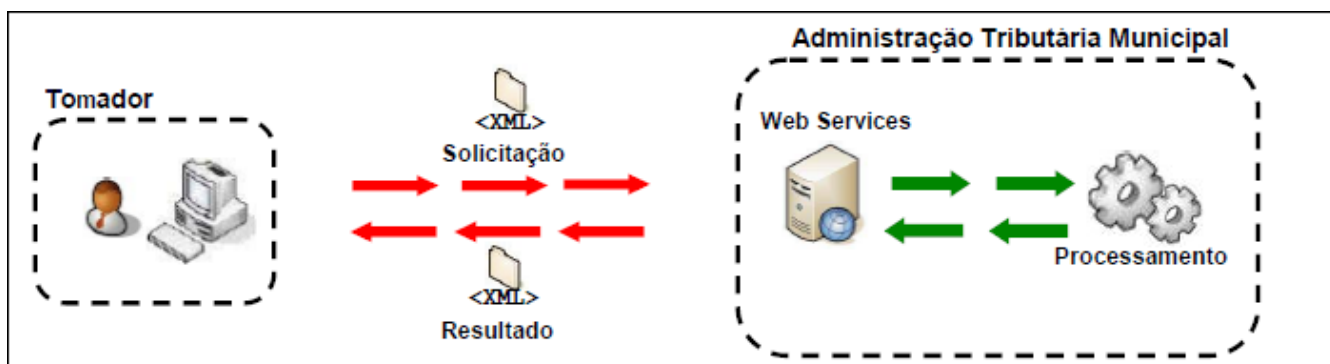 Administração Tributária Municipal
Tomador
<XML>
Solicitação
Web Services
Processamento
<XML>
Resultado